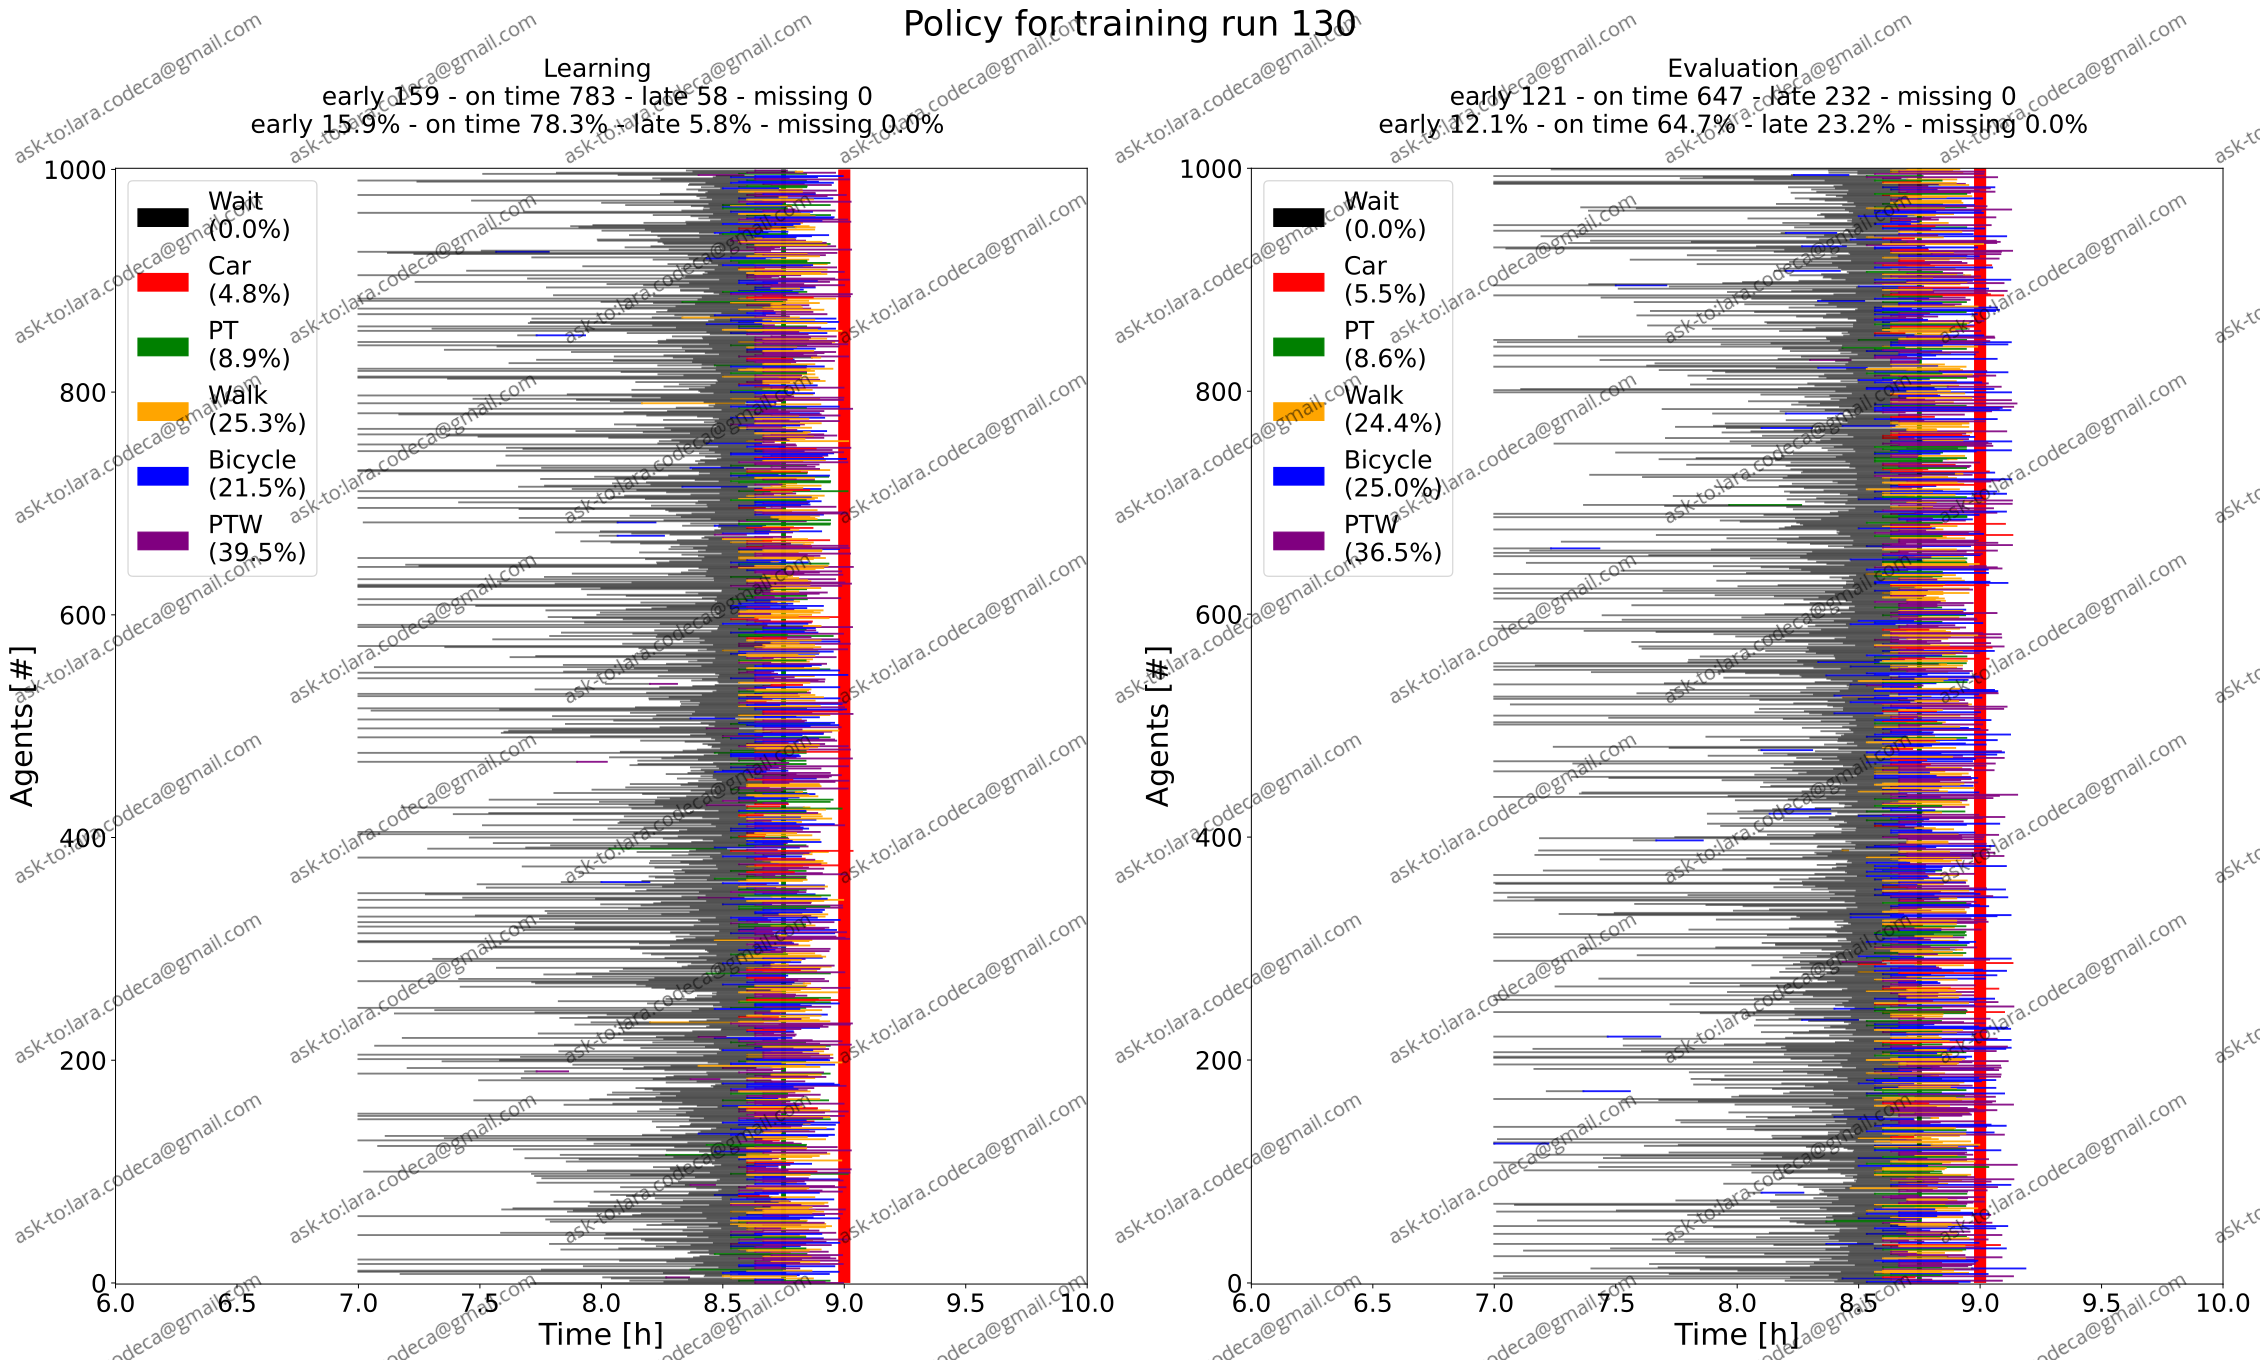 Policy for training run 130
Learning
early 159 - on time 783 - late 58 - missing 0
early 15.9% - on time 78.3% - late 5.8% - missing 0.0%
Agents [#]
1000
800
600
400
200
0
Wait
(0.0%)
Car
(4.8%)
PT
(8.9%)
Walk
(25.3%)
Bicycle
(21.5%)
PTW
(39.5%)
6.0 6.5 7.0 7.5 8.0 8.5 9.0 9.5 10.0
Time [h]
Evaluation
early 121 - on time 647 - late 232 - missing 0
early 12.1% - on time 64.7% - late 23.2% - missing 0.0%
Agents [#]
1000
800
600
400
200
0
Wait
(0.0%)
Car
(5.5%)
PT
(8.6%)
Walk
(24.4%)
Bicycle
(25.0%)
PTW
(36.5%)
6.0 6.5 7.0 7.5 8.0 8.5 9.0 9.5 10.0
Time [h]
ask-to:lara.codeca@gmail.com